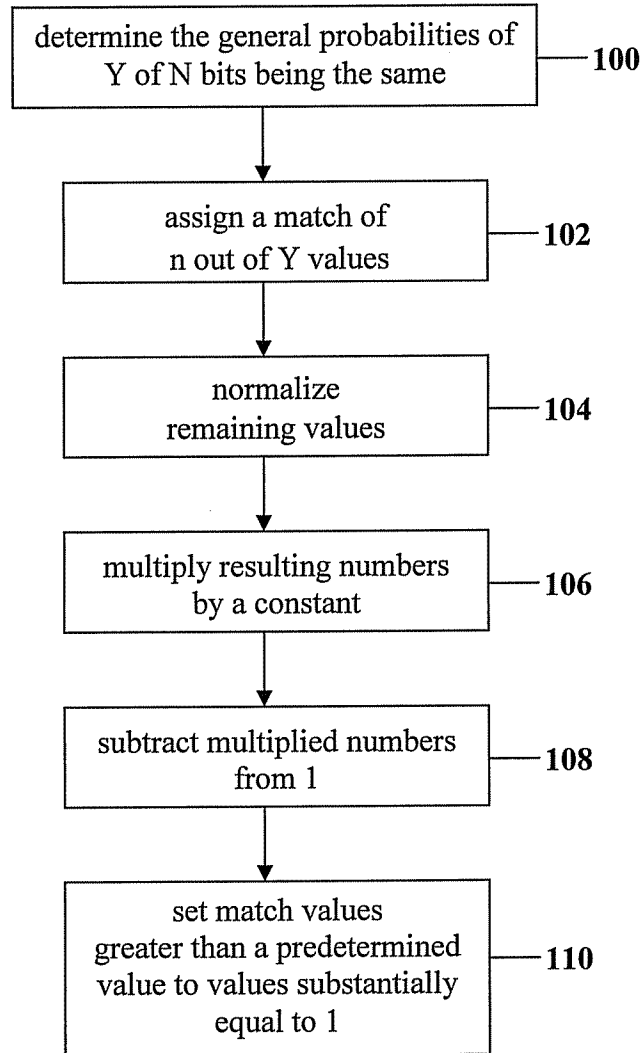 determine the general probabilities of
Y of N bits being the same
100
assign a match of
n out of Y values
102
normalize
remaining values
104
multiply resulting numbers
by a constant
106
subtract multiplied numbers
from 1
108
set match values
greater than a predetermined
value to values substantially
equal to 1
110